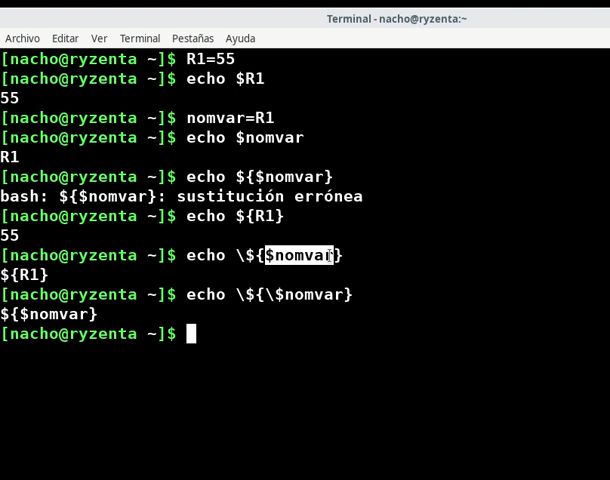 Terminal - nacho@ryzenta:~
Archivo Editar Ver Terminal Pestañas Ayuda
[nacho@ryzenta ~]$ R1=55
[nacho@ryzenta ~]$ echo $R1
55
[nacho@ryzenta ~]$ nomvar=R1
[nacho@ryzenta ~]$ echo $nomvar
R1
[nacho@ryzenta ~]$ echo ${$nomvar}
bash: ${$nomvar}: sustitución errónea
[nacho@ryzenta ~]$ echo ${R1}
55
[nacho@ryzenta ~]$ echo \${$nomvar}
${R1}
[nacho@ryzenta ~]$ echo \${\$nomvar}
${$nomvar}
[nacho@ryzenta ~]$